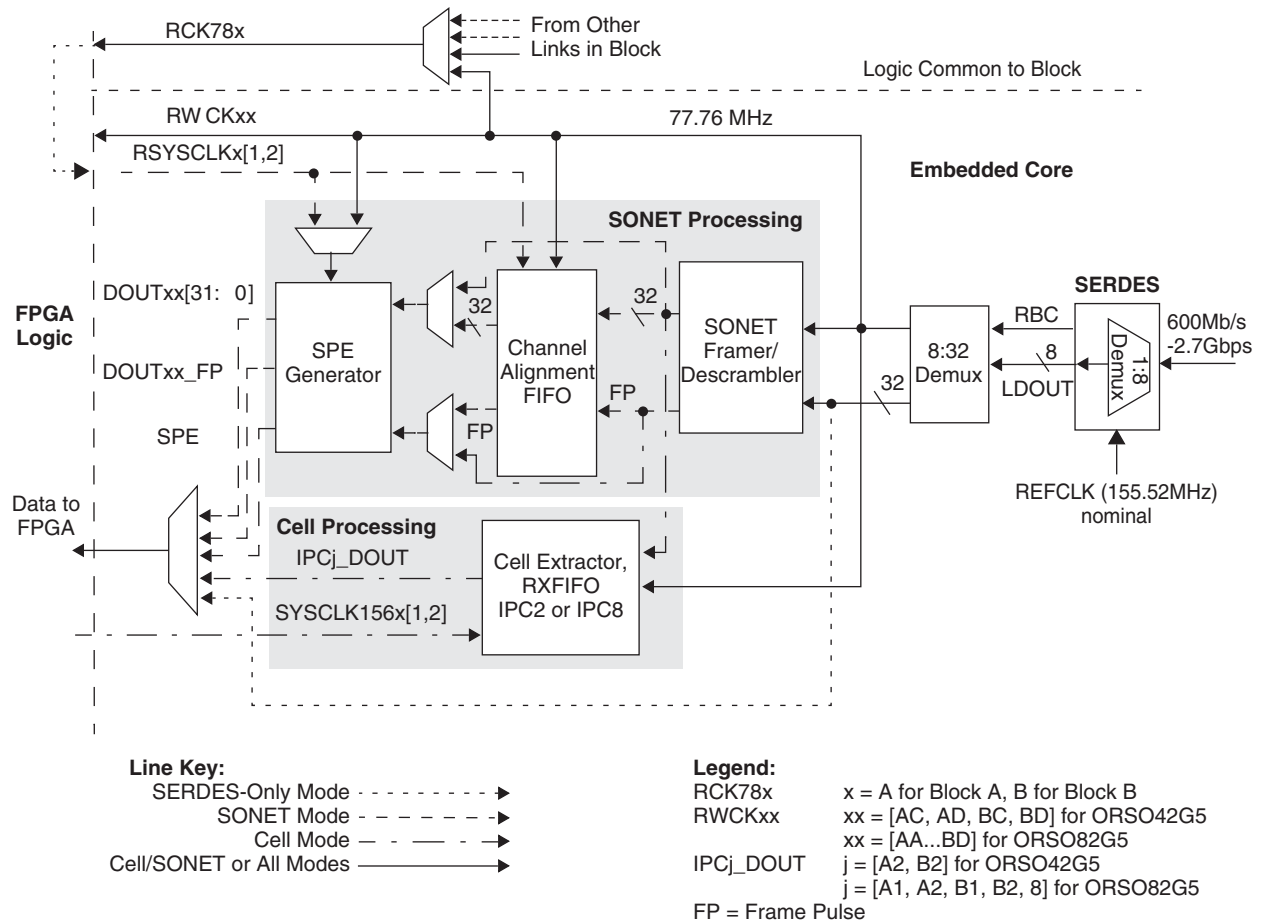 RCK78x
From Other
Links in Block
Logic Common to Block
RW CKxx
77.76 MHz
RSYSCLKx[1,2]
Embedded Core
SONET Processing
FPGA
Logic
DOUTxx[31: 0]
DOUTxx_FP
SPE
SPE
Generator
32
FP
Channel
Alignment
FIFO
32
FP
SONET
Framer/
Descrambler
32
8:32
Demux
RBC
8
LDOUT
SERDES
1:8
Demux
600Mb/s
-2.7Gbps
REFCLK (155.52MHz)
nominal
Data to
FPGA
Cell Processing
IPCj_DOUT
SYSCLK156x[1,2]
Cell Extractor,
RXFIFO
IPC2 or IPC8
Line Key:
SERDES-Only Mode
SONET Mode
Cell Mode
Cell/SONET or All Modes
Legend:
RCK78x x = A for Block A, B for Block B
RWCKxx xx = [AC, AD, BC, BD] for ORSO42G5
xx = [AA...BD] for ORSO82G5
IPCj_DOUT j = [A2, B2] for ORSO42G5
j = [A1, A2, B1, B2, 8] for ORSO82G5
FP = Frame Pulse